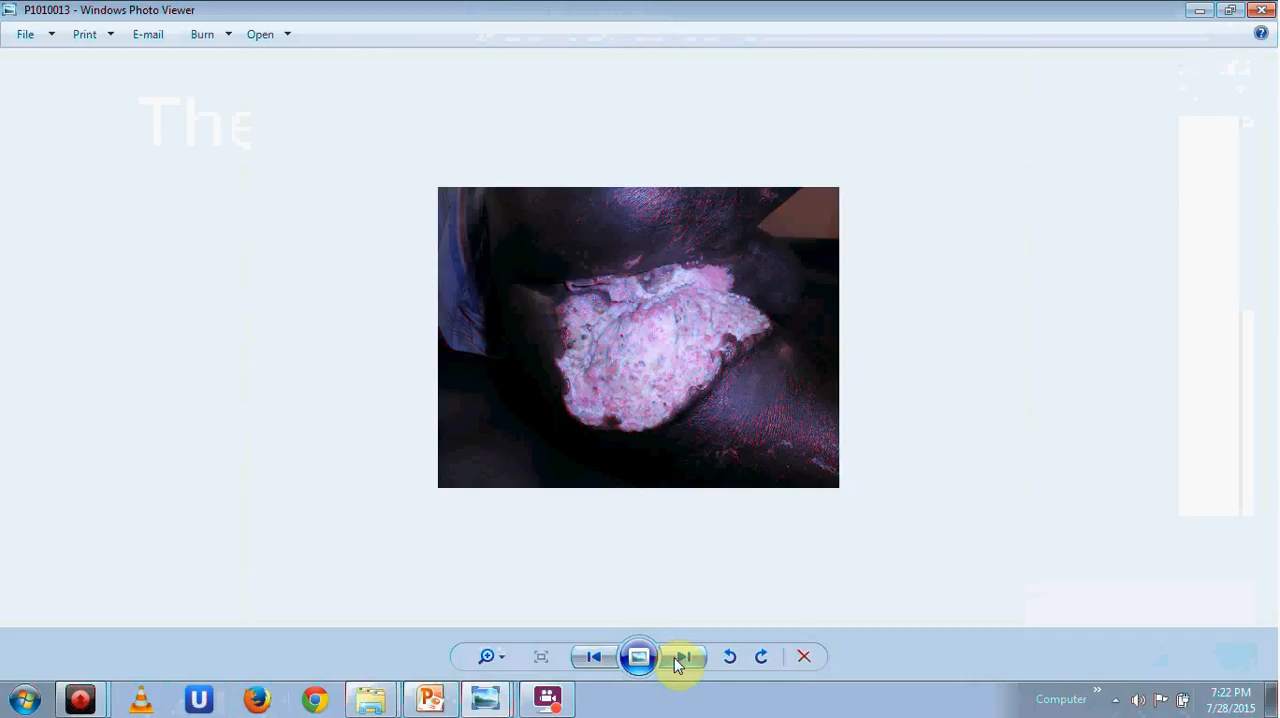 P1010013 - Windows Photo Viewer
File Print E-mail Burn Open
The
Computer
7:22 PM
7/28/2015